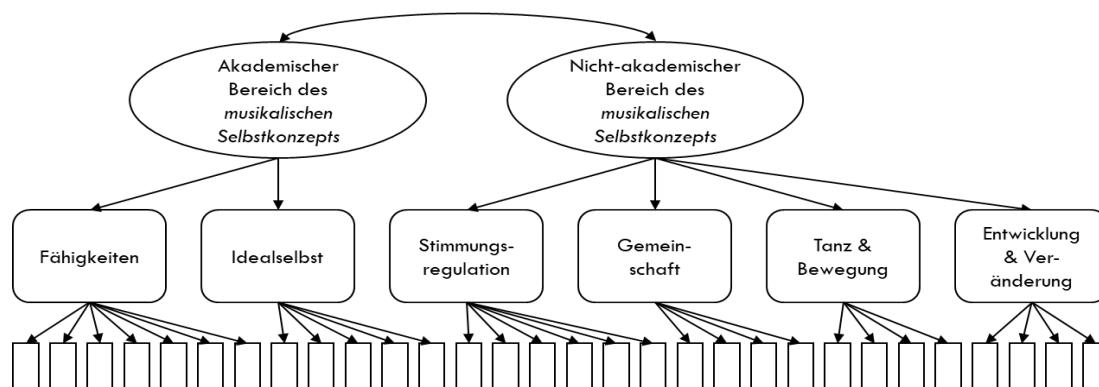 Akademischer
Bereich des
musikalischen
Selbstkonzepts
Nicht-akademischer
Bereich des
musikalischen
Selbstkonzepts
Fähigkeiten
Idealselbst
Stimmungs-
regulation
Gemein-
schaft
Tanz &
Bewegung
Entwicklung
& Ver-
änderung